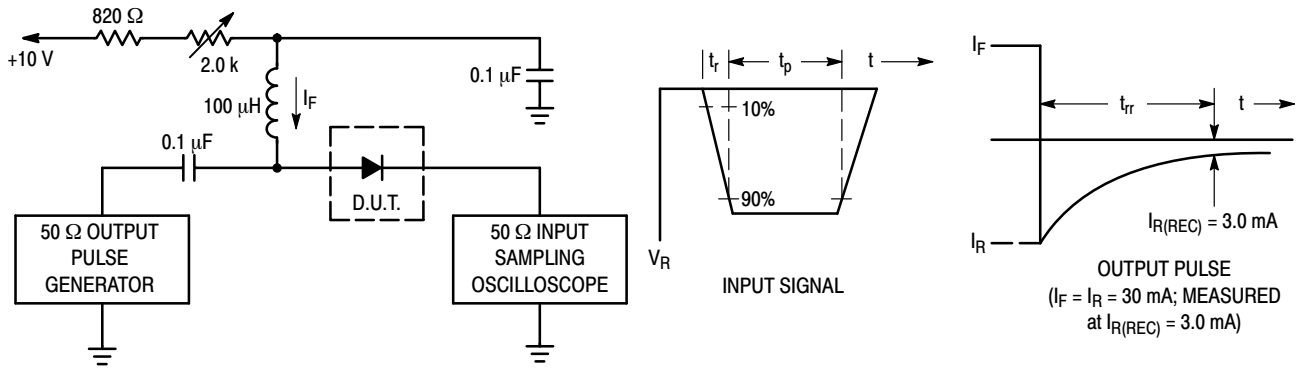 820 Ω
+10 V
2.0 k
0.1 μF
100 μH
I_F
0.1 μF
D.U.T.
50 Ω OUTPUT
PULSE
GENERATOR
50 Ω INPUT
SAMPLING
OSCILLOSCOPE
t_r
t_p
t
10%
90%
V_R
INPUT SIGNAL
I_F
t_rr
t
I_R(REC) = 3.0 mA
I_R
OUTPUT PULSE
(I_F = I_R = 30 mA; MEASURED
at I_R(REC) = 3.0 mA)